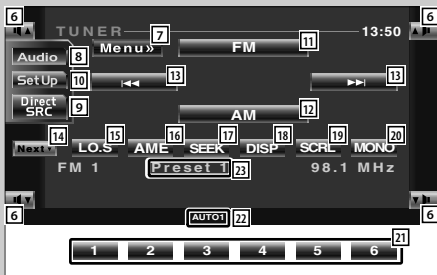 6 6
TUNER 13:50
7 11
Menu» FM
Audio 8
13 13
SetUp 10
Direct SRC 9
12
AM
14 15 16 17 18 19 20
Next LO.S AME SEEK DISP SCRL MONO
FM 1 Preset 1 98.1 MHz
23
6 AUTO1 22 6
21
1 2 3 4 5 6